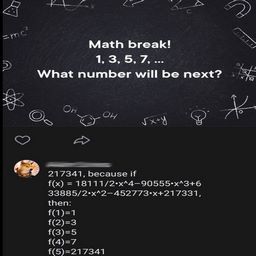 Math break!
1, 3, 5, 7, ...
What number will be next?
217341, because if
f(x) = 18111/2•x^4−90555•x^3+6
33885/2•x^2−452773•x+217331,
then:
f(1)=1
f(2)=3
f(3)=5
f(4)=7
f(5)=217341